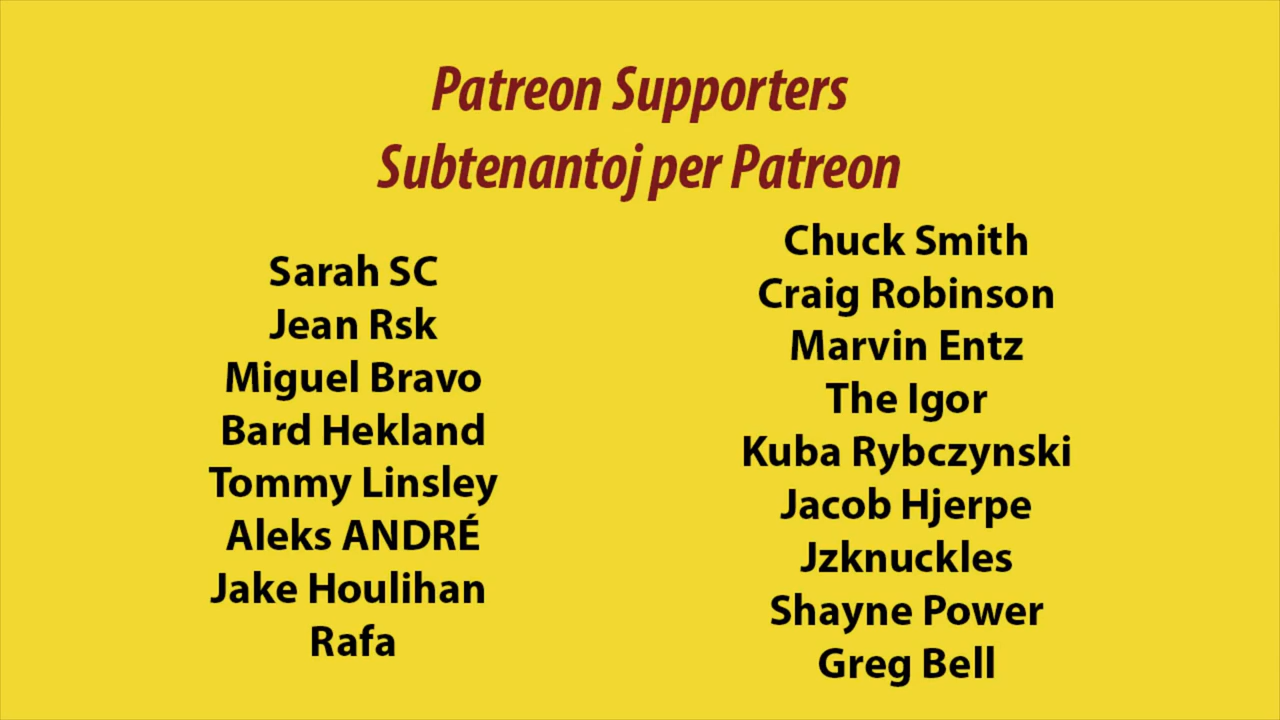 Patreon Supporters
Subtenantoj per Patreon
Sarah SC
Jean Rsk
Miguel Bravo
Bard Hekland
Tommy Linsley
Aleks ANDRÉ
Jake Houlihan
Rafa
Chuck Smith
Craig Robinson
Marvin Entz
The Igor
Kuba Rybczynski
Jacob Hjerpe
Jzknuckles
Shayne Power
Greg Bell